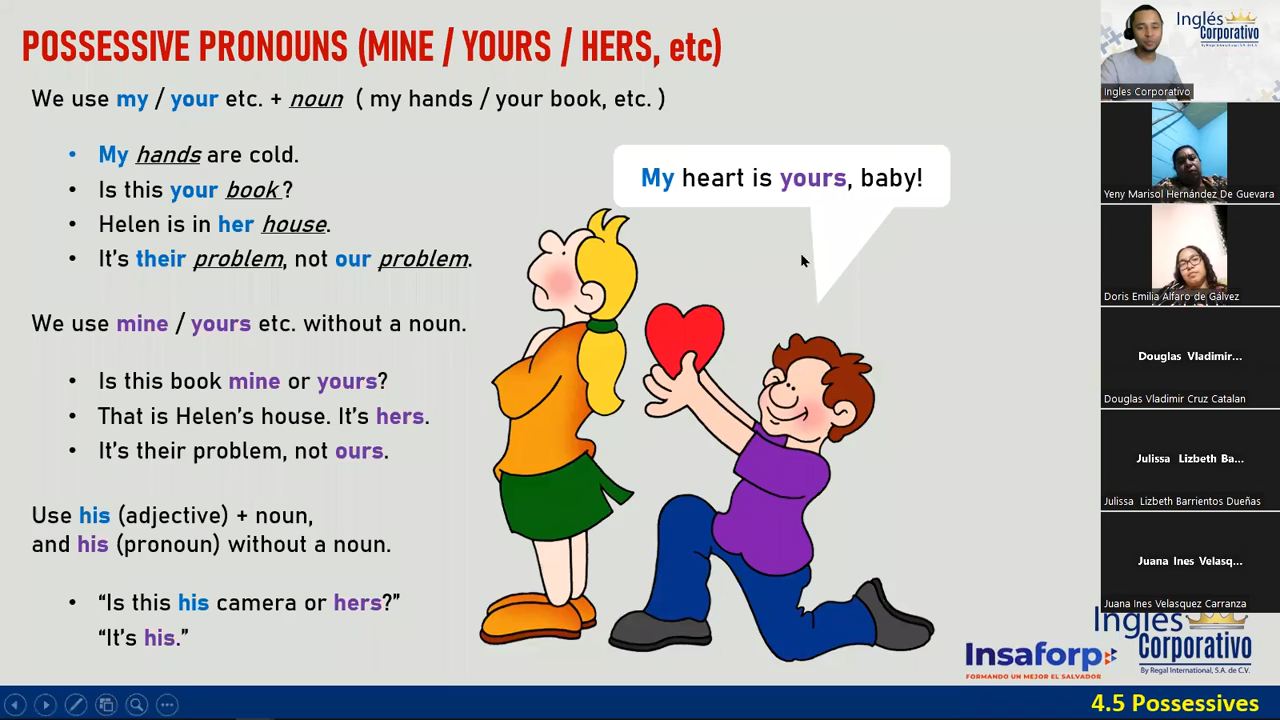 POSSESSIVE PRONOUNS (MINE / YOURS / HERS, etc)
We use my / your etc. + noun ( my hands / your book, etc. )
• My hands are cold.
• Is this your book ?
• Helen is in her house.
• It's their problem, not our problem.
We use mine / yours etc. without a noun.
• Is this book mine or yours?
• That is Helen's house. It's hers.
• It's their problem, not ours.
Use his (adjective) + noun,
and his (pronoun) without a noun.
• “Is this his camera or hers?”
“It's his.”
My heart is yours, baby!
Inglés
Corporativo
By Regal International, S.A. de C.V.
Ingles Corporativo
Yeny Marisol Hernández De Guevara
Doris Emilia Alfaro de Gálvez
Douglas Vladimir...
Douglas Vladimir Cruz Catalan
Julissa Lizbeth Ba...
Julissa Lizbeth Barrientos Dueñas
Juana Ines Velasq...
Juana Ines Velasquez Carranza
Insaforp
FORMANDO UN MEJOR EL SALVADOR
Inglés
Corporativo
By Regal International, S.A. de C.V.
4.5 Possessives